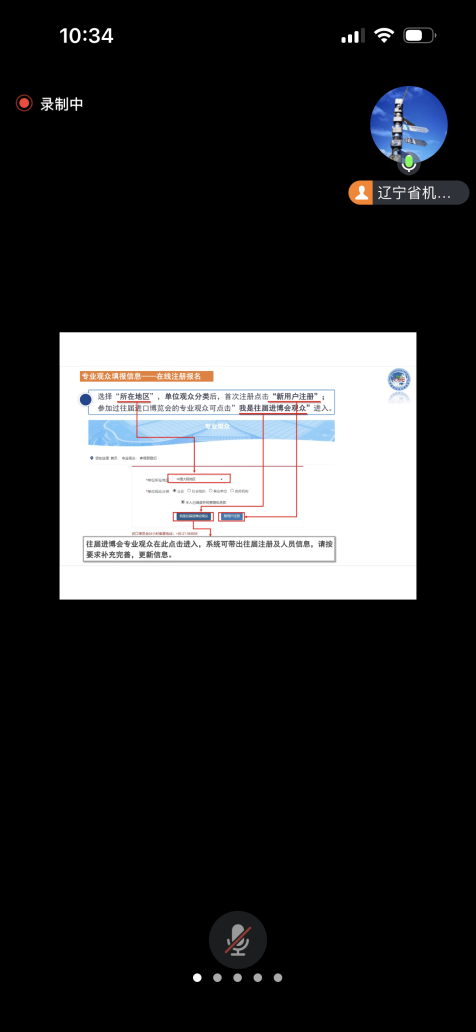 10:34
录制中
辽宁省机...
专业观众填报信息——在线注册报名
选择“所在地区”，单位观众分类后，首次注册点击“新用户注册”；
参加过往届进口博览会的专业观众可点击”我是往届进博会观众”进入。
专业观众
往届进博会专业观众在此点击进入，系统可带出往届注册及人员信息，请按
要求补充完善，更新信息。